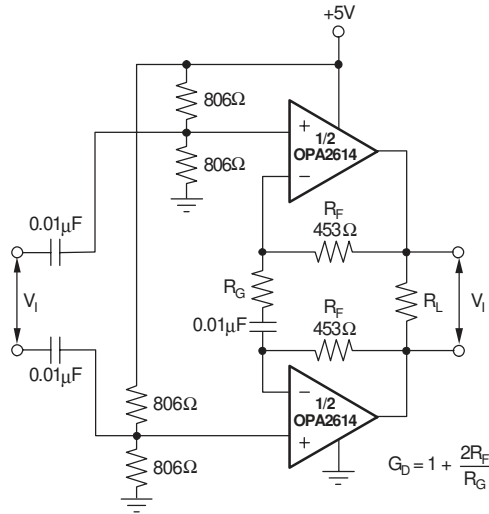 +5V
806Ω
806Ω
+
1/2
OPA2614
−
0.01µF
R_F
453Ω
V_I
R_G
R_L
V_I
0.01µF
R_F
453Ω
0.01µF
806Ω
−
1/2
OPA2614
+
806Ω
G_D = 1 + 2R_F / R_G